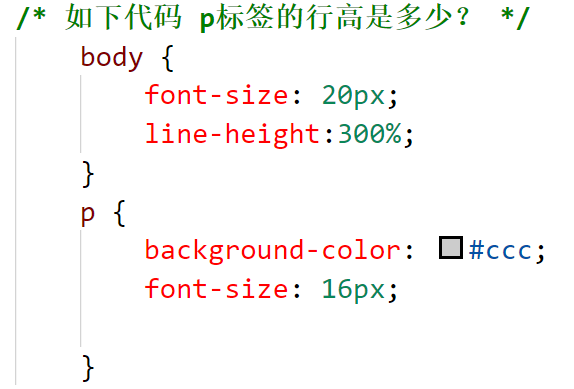 /* 如下代码 p标签的行高是多少？ */
body {
font-size: 20px;
line-height:300%;
}
p {
background-color: #ccc;
font-size: 16px;
}